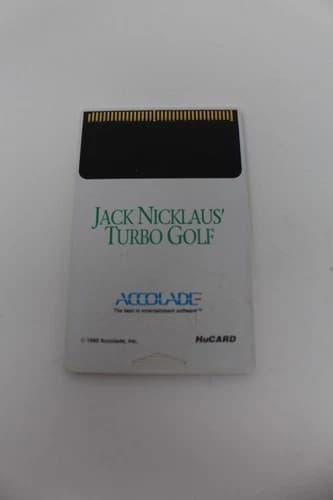 JACK NICKLAUS'
TURBO GOLF
ACCOLADE
The best in entertainment software™
© 1990 Accolade, Inc.
HuCARD